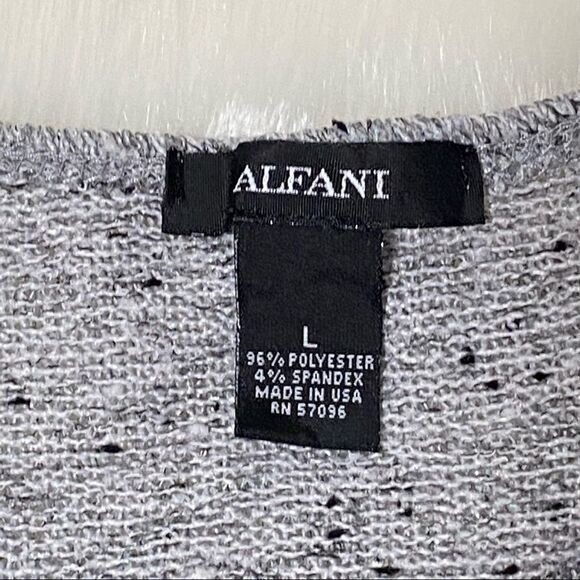 ALFANI
L
96% POLYESTER
4% SPANDEX
MADE IN USA
RN 57096